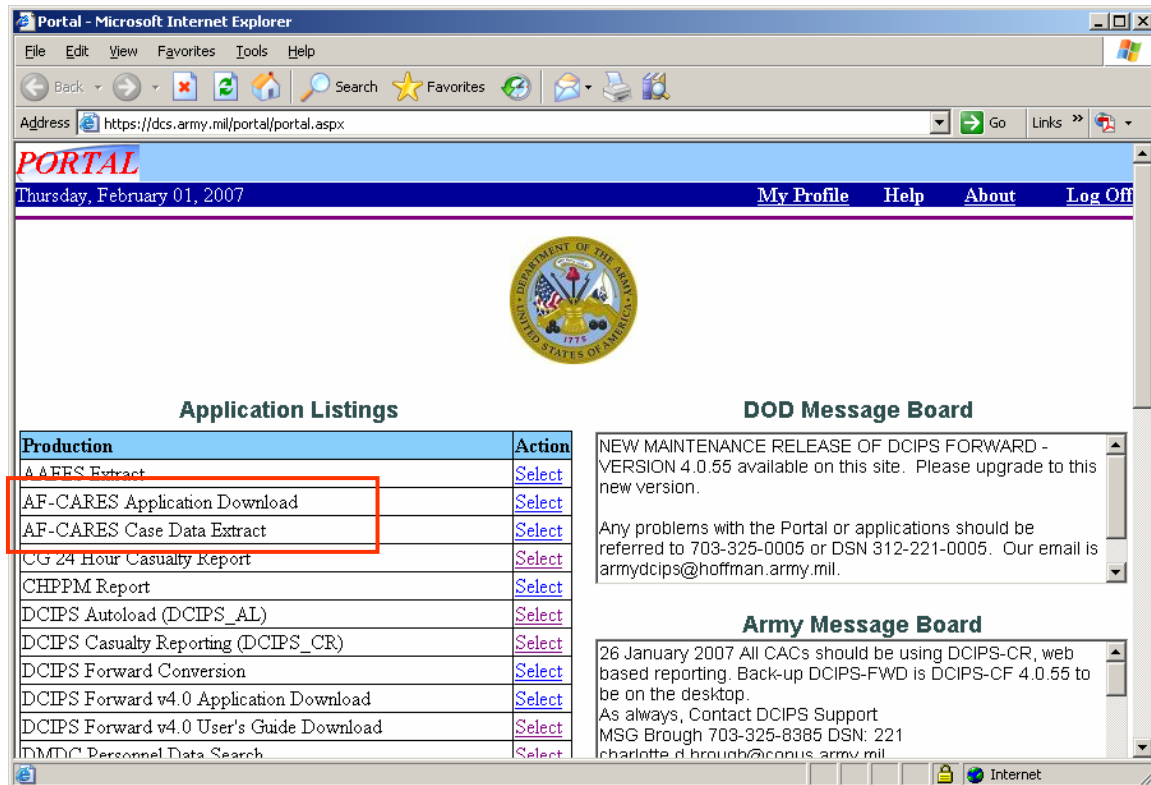 Portal - Microsoft Internet Explorer
File Edit View Favorites Tools Help
Back Search Favorites
Address https://dcs.army.mil/portal/portal.aspx Go Links »
PORTAL
Thursday, February 01, 2007 My Profile Help About Log Off
DEPARTMENT OF THE ARMY
UNITED STATES OF AMERICA
1775
Application Listings
Production Action
AAFES Extract Select
AF-CARES Application Download Select
AF-CARES Case Data Extract Select
CG 24 Hour Casualty Report Select
CHPPM Report Select
DCIPS Autoload (DCIPS_AL) Select
DCIPS Casualty Reporting (DCIPS_CR) Select
DCIPS Forward Conversion Select
DCIPS Forward v4.0 Application Download Select
DCIPS Forward v4.0 User's Guide Download Select
DMDC Personnel Data Search Select
DOD Message Board
NEW MAINTENANCE RELEASE OF DCIPS FORWARD -
VERSION 4.0.55 available on this site. Please upgrade to this
new version.
Any problems with the Portal or applications should be
referred to 703-325-0005 or DSN 312-221-0005. Our email is
armydcips@hoffman.army.mil.
Army Message Board
26 January 2007 All CACs should be using DCIPS-CR, web
based reporting. Back-up DCIPS-FWD is DCIPS-CF 4.0.55 to
be on the desktop.
As always, Contact DCIPS Support
MSG Brough 703-325-8385 DSN: 221
charlotte.d.brough@conus.army.mil
Internet